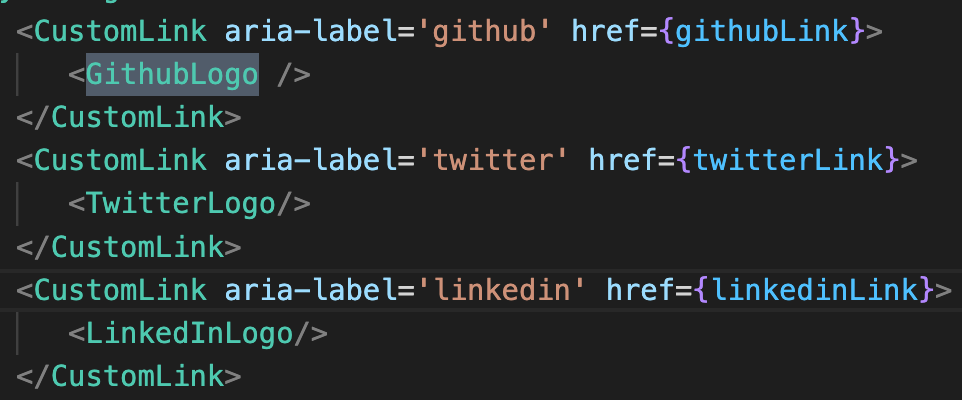 <CustomLink aria-label='github' href={githubLink}>
<GithubLogo />
</CustomLink>
<CustomLink aria-label='twitter' href={twitterLink}>
<TwitterLogo/>
</CustomLink>
<CustomLink aria-label='linkedin' href={linkedinLink}>
<LinkedInLogo/>
</CustomLink>